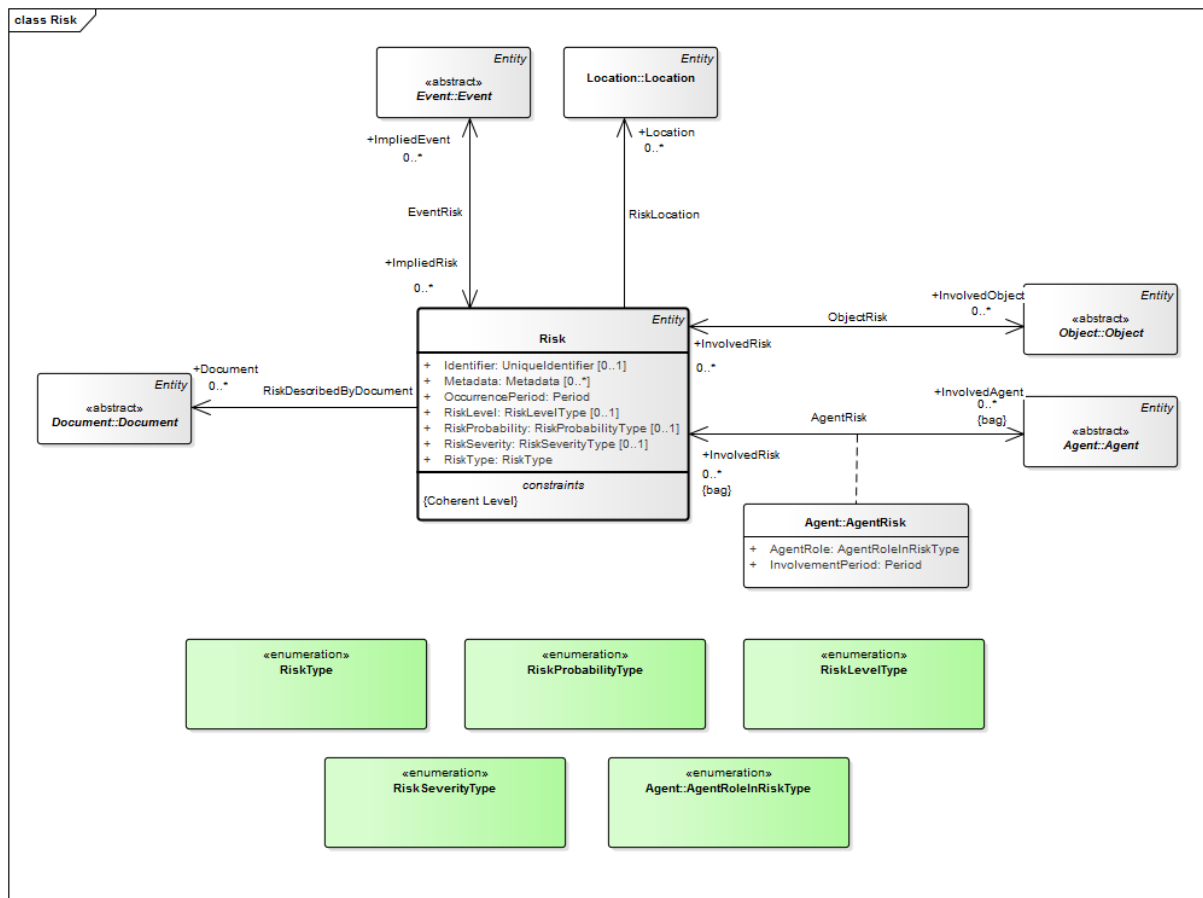 class Risk
Entity
«abstract»
Event::Event
Entity
Location::Location
+ImpliedEvent
0..*
+Location
0..*
EventRisk
RiskLocation
+ImpliedRisk
0..*
+InvolvedObject
0..*
ObjectRisk
Entity
«abstract»
Object::Object
+InvolvedRisk
0..*
Entity
Risk
+ Identifier: UniqueIdentifier [0..1]
+ Metadata: Metadata [0..*]
+ OccurrencePeriod: Period
+ RiskLevel: RiskLevelType [0..1]
+ RiskProbability: RiskProbabilityType [0..1]
+ RiskSeverity: RiskSeverityType [0..1]
+ RiskType: RiskType
constraints
{Coherent Level}
+Document
0..*
RiskDescribedByDocument
Entity
«abstract»
Document::Document
+InvolvedAgent
0..*
{bag}
AgentRisk
Entity
«abstract»
Agent::Agent
+InvolvedRisk
0..*
{bag}
Agent::AgentRisk
+ AgentRole: AgentRoleInRiskType
+ InvolvementPeriod: Period
«enumeration»
RiskType
«enumeration»
RiskProbabilityType
«enumeration»
RiskLevelType
«enumeration»
RiskSeverityType
«enumeration»
Agent::AgentRoleInRiskType